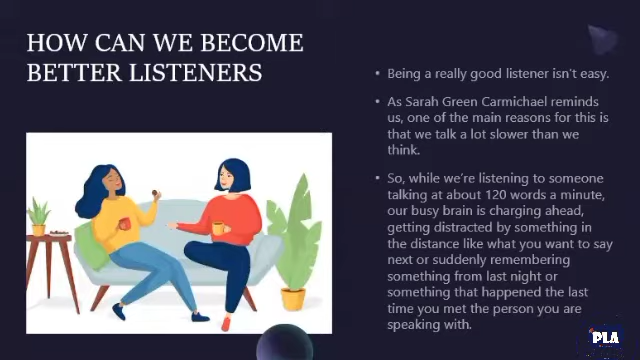 HOW CAN WE BECOME
BETTER LISTENERS
• Being a really good listener isn't easy.
• As Sarah Green Carmichael reminds
us, one of the main reasons for this is
that we talk a lot slower than we
think.
• So, while we're listening to someone
talking at about 120 words a minute,
our busy brain is charging ahead,
getting distracted by something in
the distance like what you want to say
next or suddenly remembering
something from last night or
something that happened the last
time you met the person you are
speaking with.
PLA